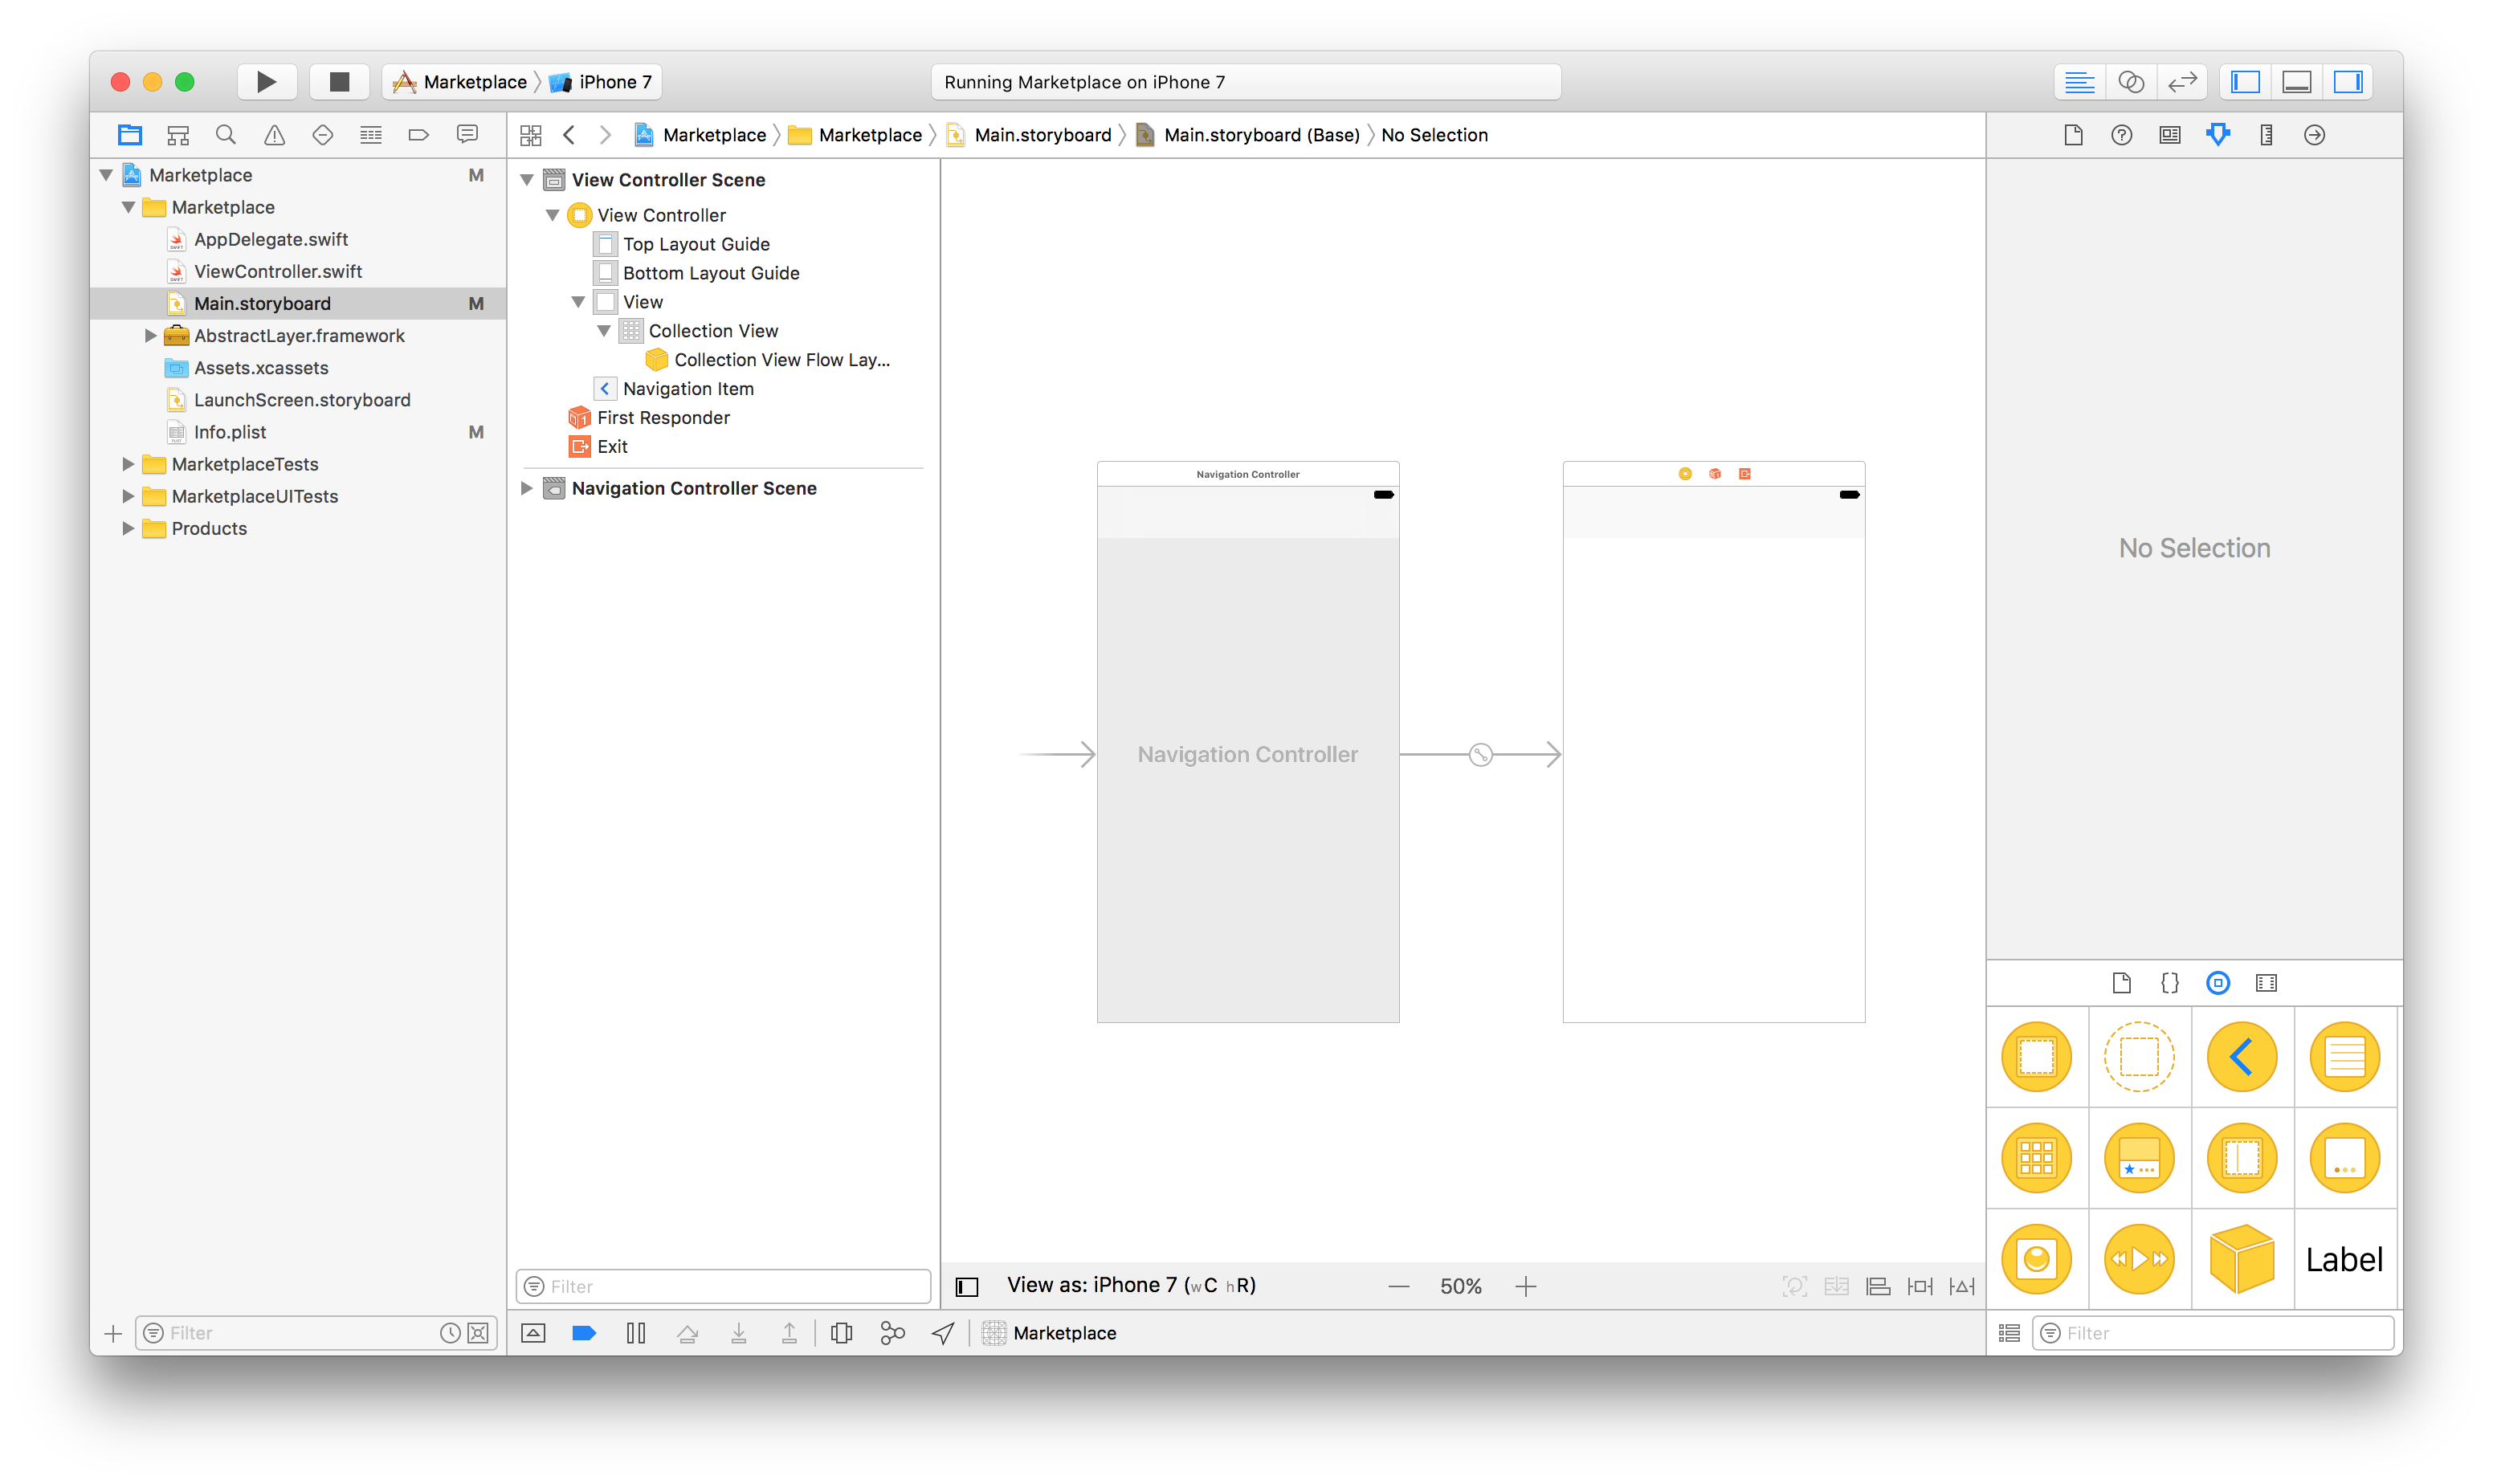 Marketplace
iPhone 7
Running Marketplace on iPhone 7
Marketplace
Marketplace
Main.storyboard
Main.storyboard (Base)
No Selection
Marketplace M
Marketplace
AppDelegate.swift
ViewController.swift
Main.storyboard M
AbstractLayer.framework
Assets.xcassets
LaunchScreen.storyboard
Info.plist M
MarketplaceTests
MarketplaceUITests
Products
Filter
View Controller Scene
View Controller
Top Layout Guide
Bottom Layout Guide
View
Collection View
Collection View Flow Lay...
Navigation Item
First Responder
Exit
Navigation Controller Scene
Filter
Navigation Controller
Navigation Controller
View as: iPhone 7 (wC hR)
50%
Marketplace
No Selection
Label
Filter